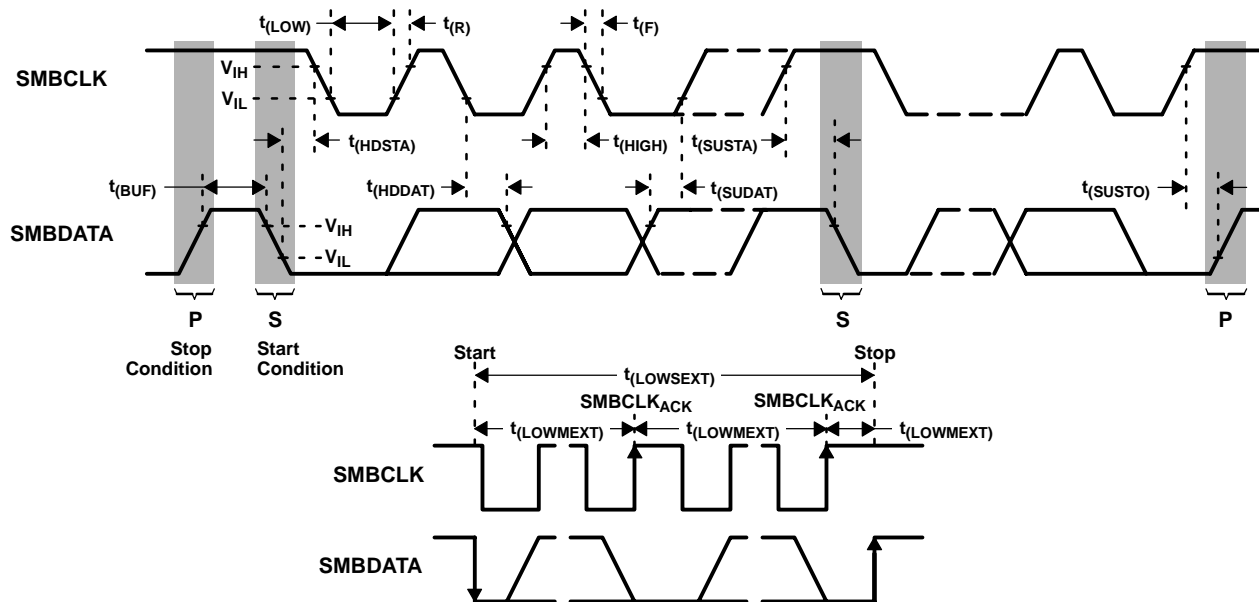 t(LOW)
t(R)
t(F)
SMBCLK
VIH
VIL
t(HDSTA)
t(HIGH)
t(SUSTA)
t(BUF)
t(HDDAT)
t(SUDAT)
t(SUSTO)
SMBDATA
VIH
VIL
P
S
S
P
Stop
Condition
Start
Condition
Start
Stop
t(LOWSEXT)
SMBCLKACK
SMBCLKACK
t(LOWMEXT)
t(LOWMEXT)
t(LOWMEXT)
SMBCLK
SMBDATA